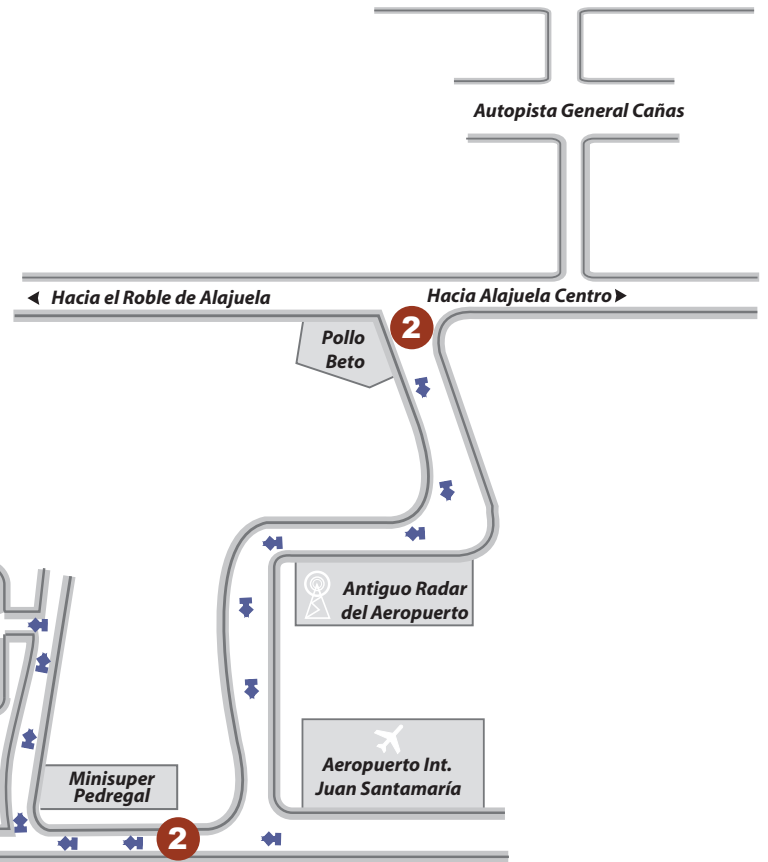 Autopista General Cañas
Hacia el Roble de Alajuela
Hacia Alajuela Centro
2
Pollo
Beto
Antiguo Radar
del Aeropuerto
Aeropuerto Int.
Juan Santamaría
Minisuper
Pedregal
2